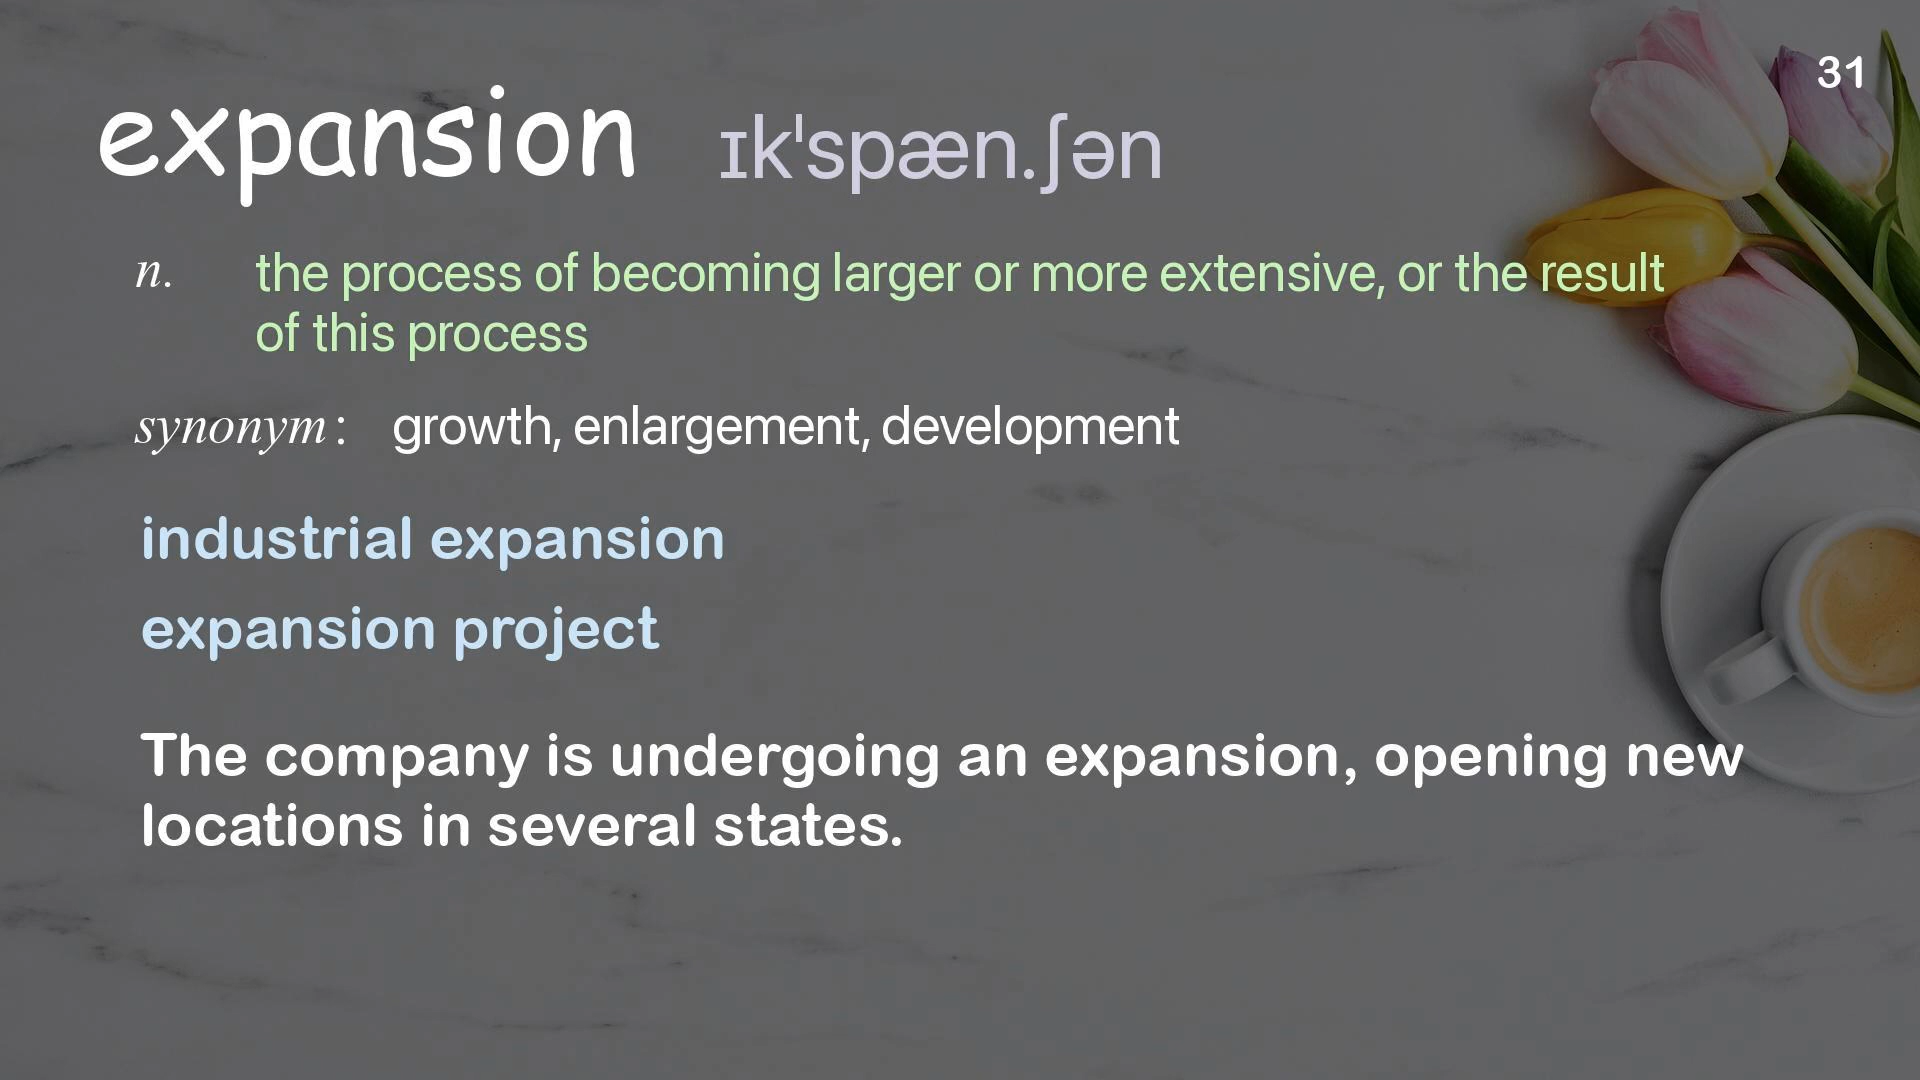 31
expansion ɪkˈspæn.ʃən
n. the process of becoming larger or more extensive, or the result
of this process
synonym: growth, enlargement, development
industrial expansion
expansion project
The company is undergoing an expansion, opening new
locations in several states.